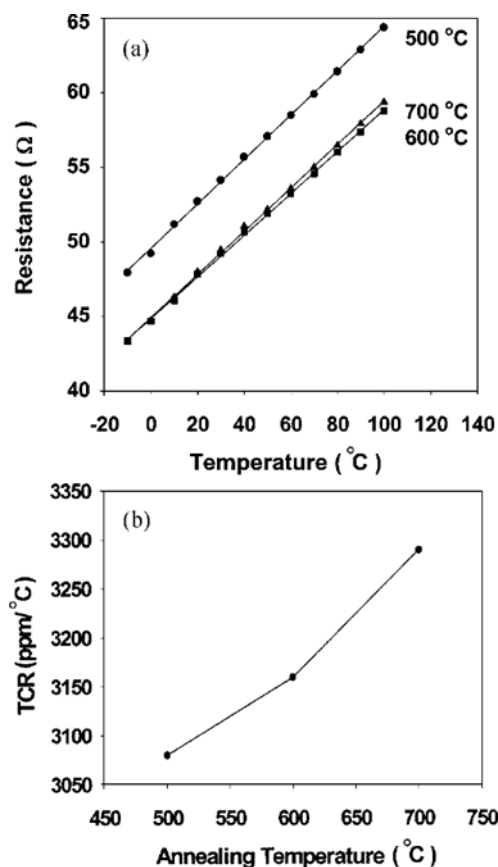 (a)
500 °C
700 °C
600 °C
Resistance ( Ω )
65
60
55
50
45
40
-20 0 20 40 60 80 100 120 140
Temperature ( °C )
(b)
TCR (ppm/°C)
3350
3300
3250
3200
3150
3100
3050
450 500 550 600 650 700 750
Annealing Temperature ( °C )